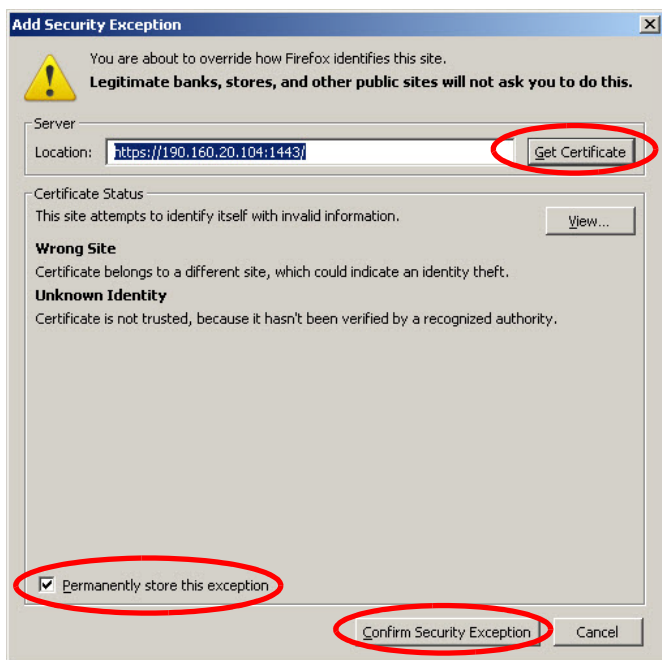 Add Security Exception
You are about to override how Firefox identifies this site.
Legitimate banks, stores, and other public sites will not ask you to do this.
Server
Location: https://190.160.20.104:1443/ Get Certificate
Certificate Status
This site attempts to identify itself with invalid information.
View...
Wrong Site
Certificate belongs to a different site, which could indicate an identity theft.
Unknown Identity
Certificate is not trusted, because it hasn't been verified by a recognized authority.
Permanently store this exception
Confirm Security Exception Cancel